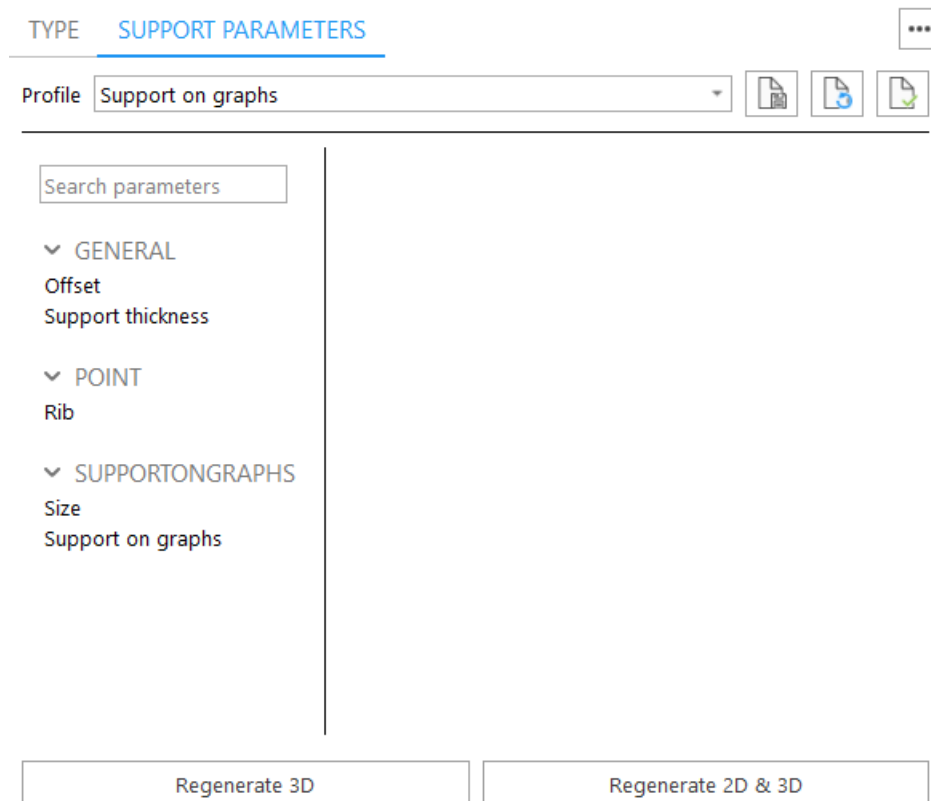 TYPE SUPPORT PARAMETERS
Profile Support on graphs
Search parameters
GENERAL
Offset
Support thickness
POINT
Rib
SUPPORTONGRAPHS
Size
Support on graphs
Regenerate 3D Regenerate 2D & 3D